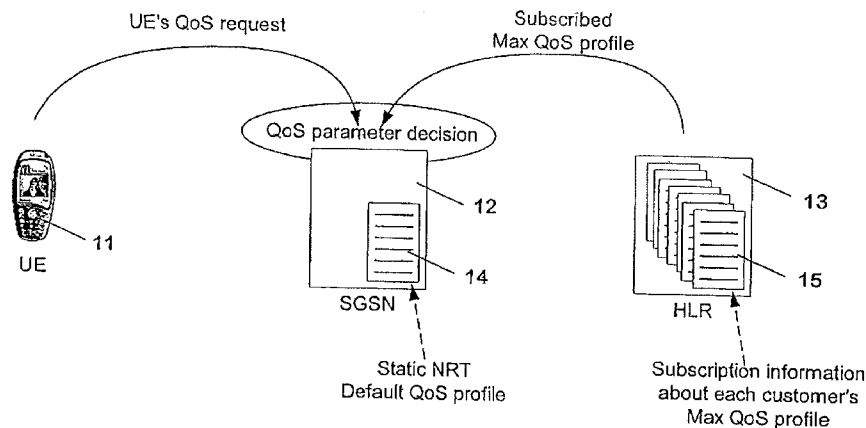 UE's QoS request
Subscribed
Max QoS profile
QoS parameter decision
12
13
11
14
15
UE
SGSN
HLR
Static NRT
Default QoS profile
Subscription information
about each customer's
Max QoS profile